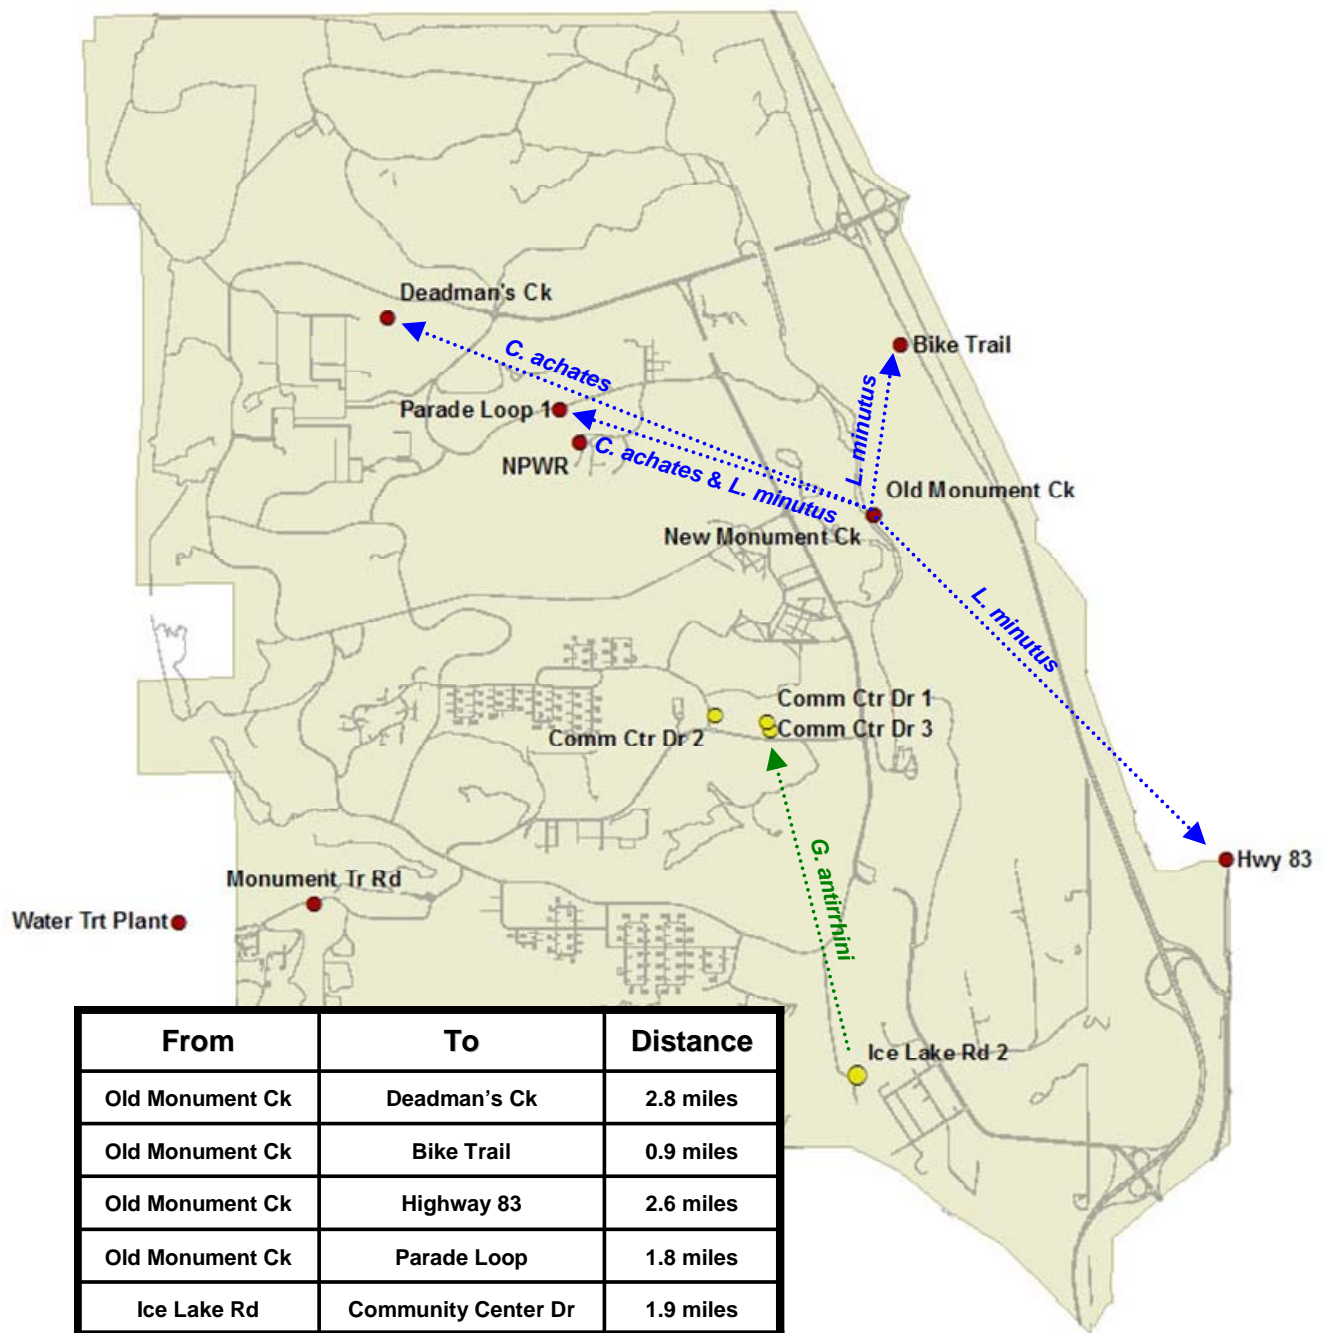 Deadman's Ck
C. achates
Bike Trail
Parade Loop 1
L. minutus
NPWR
C. achates & L. minutus
Old Monument Ck
New Monument Ck
L. minutus
Comm Ctr Dr 1
Comm Ctr Dr 2
Comm Ctr Dr 3
G. antirrhini
Hwy 83
Monument Tr Rd
Water Trt Plant
Ice Lake Rd 2
From To Distance
Old Monument Ck Deadman’s Ck 2.8 miles
Old Monument Ck Bike Trail 0.9 miles
Old Monument Ck Highway 83 2.6 miles
Old Monument Ck Parade Loop 1.8 miles
Ice Lake Rd Community Center Dr 1.9 miles